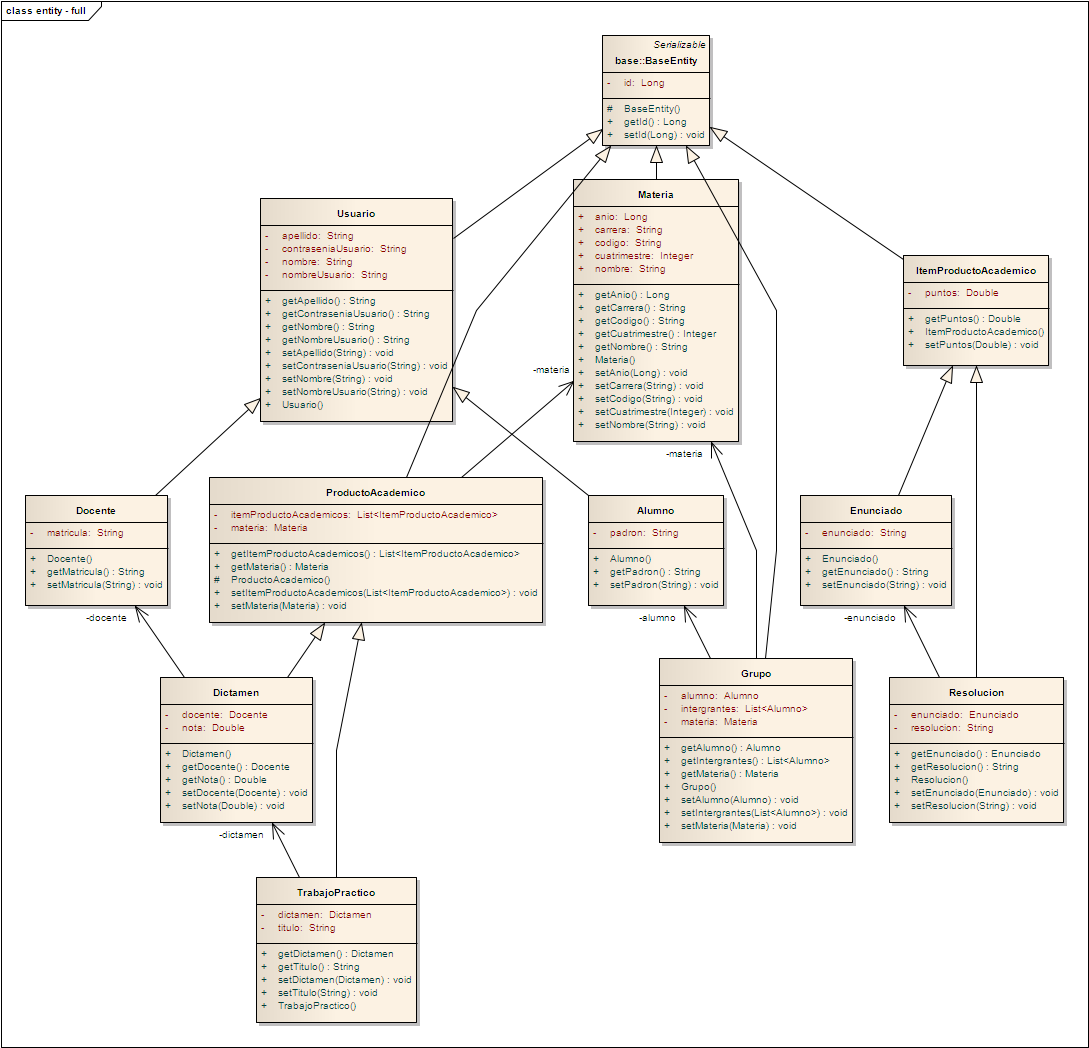 class entity - full
Serializable
base::BaseEntity
- id: Long
# BaseEntity()
+ getId() : Long
+ setId(Long) : void
Usuario
- apellido: String
- contraseniaUsuario: String
- nombre: String
- nombreUsuario: String
+ getApellido() : String
+ getContraseniaUsuario() : String
+ getNombre() : String
+ getNombreUsuario() : String
+ setApellido(String) : void
+ setContraseniaUsuario(String) : void
+ setNombre(String) : void
+ setNombreUsuario(String) : void
+ Usuario()
Materia
+ anio: Long
+ carrera: String
+ codigo: String
+ cuatrimestre: Integer
+ nombre: String
+ getAnio() : Long
+ getCarrera() : String
+ getCodigo() : String
+ getCuatrimestre() : Integer
+ getNombre() : String
+ Materia()
+ setAnio(Long) : void
+ setCarrera(String) : void
+ setCodigo(String) : void
+ setCuatrimestre(Integer) : void
+ setNombre(String) : void
ItemProductoAcademico
- puntos: Double
+ getPuntos() : Double
+ ItemProductoAcademico()
+ setPuntos(Double) : void
-materia
-materia
Docente
- matricula: String
+ Docente()
+ getMatricula() : String
+ setMatricula(String) : void
-docente
ProductoAcademico
- itemProductoAcademicos: List<ItemProductoAcademico>
- materia: Materia
+ getItemProductoAcademicos() : List<ItemProductoAcademico>
+ getMateria() : Materia
# ProductoAcademico()
+ setItemProductoAcademicos(List<ItemProductoAcademico>) : void
+ setMateria(Materia) : void
Alumno
- padron: String
+ Alumno()
+ getPadron() : String
+ setPadron(String) : void
-alumno
Enunciado
- enunciado: String
+ Enunciado()
+ getEnunciado() : String
+ setEnunciado(String) : void
-enunciado
Dictamen
- docente: Docente
- nota: Double
+ Dictamen()
+ getDocente() : Docente
+ getNota() : Double
+ setDocente(Docente) : void
+ setNota(Double) : void
-dictamen
Grupo
- alumno: Alumno
- intergrantes: List<Alumno>
- materia: Materia
+ getAlumno() : Alumno
+ getIntergrantes() : List<Alumno>
+ getMateria() : Materia
+ Grupo()
+ setAlumno(Alumno) : void
+ setIntergrantes(List<Alumno>) : void
+ setMateria(Materia) : void
Resolucion
- enunciado: Enunciado
- resolucion: String
+ getEnunciado() : Enunciado
+ getResolucion() : String
+ Resolucion()
+ setEnunciado(Enunciado) : void
+ setResolucion(String) : void
TrabajoPractico
- dictamen: Dictamen
- titulo: String
+ getDictamen() : Dictamen
+ getTitulo() : String
+ setDictamen(Dictamen) : void
+ setTitulo(String) : void
+ TrabajoPractico()